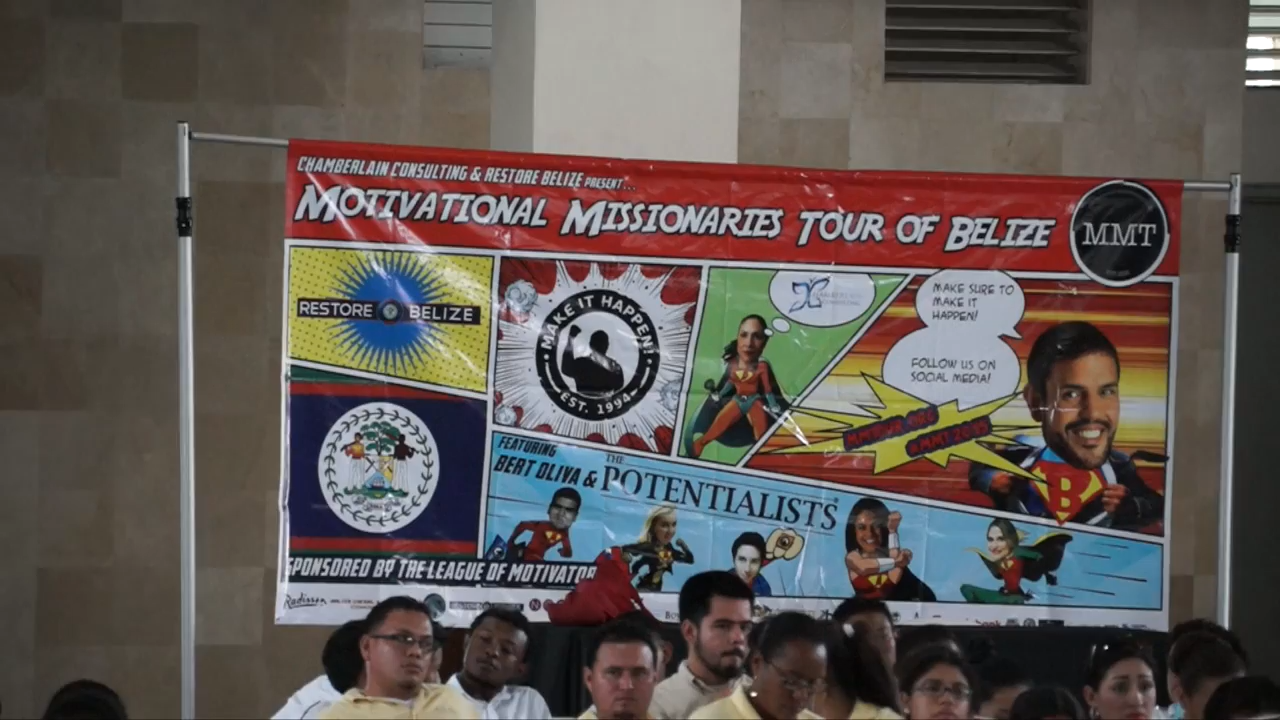 CHAMBERLAIN CONSULTING & RESTORE BELIZE PRESENT...
MOTIVATIONAL MISSIONARIES TOUR OF BELIZE
MMT
RESTORE BELIZE
MAKE IT HAPPEN!
EST. 1994
MAKE SURE TO
MAKE IT
HAPPEN!
FOLLOW US ON
SOCIAL MEDIA!
#MMT2015
B
FEATURING
BERT OLIVA & THE POTENTIALISTS
SPONSORED BY THE LEAGUE OF MOTIVATOR
Radisson